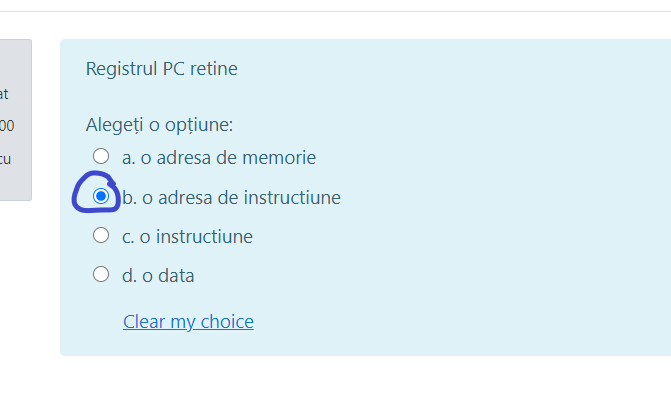 at
Registrul PC retine
00
Alegeți o opțiune:
cu
a. o adresa de memorie
b. o adresa de instructiune
c. o instructiune
d. o data
Clear my choice